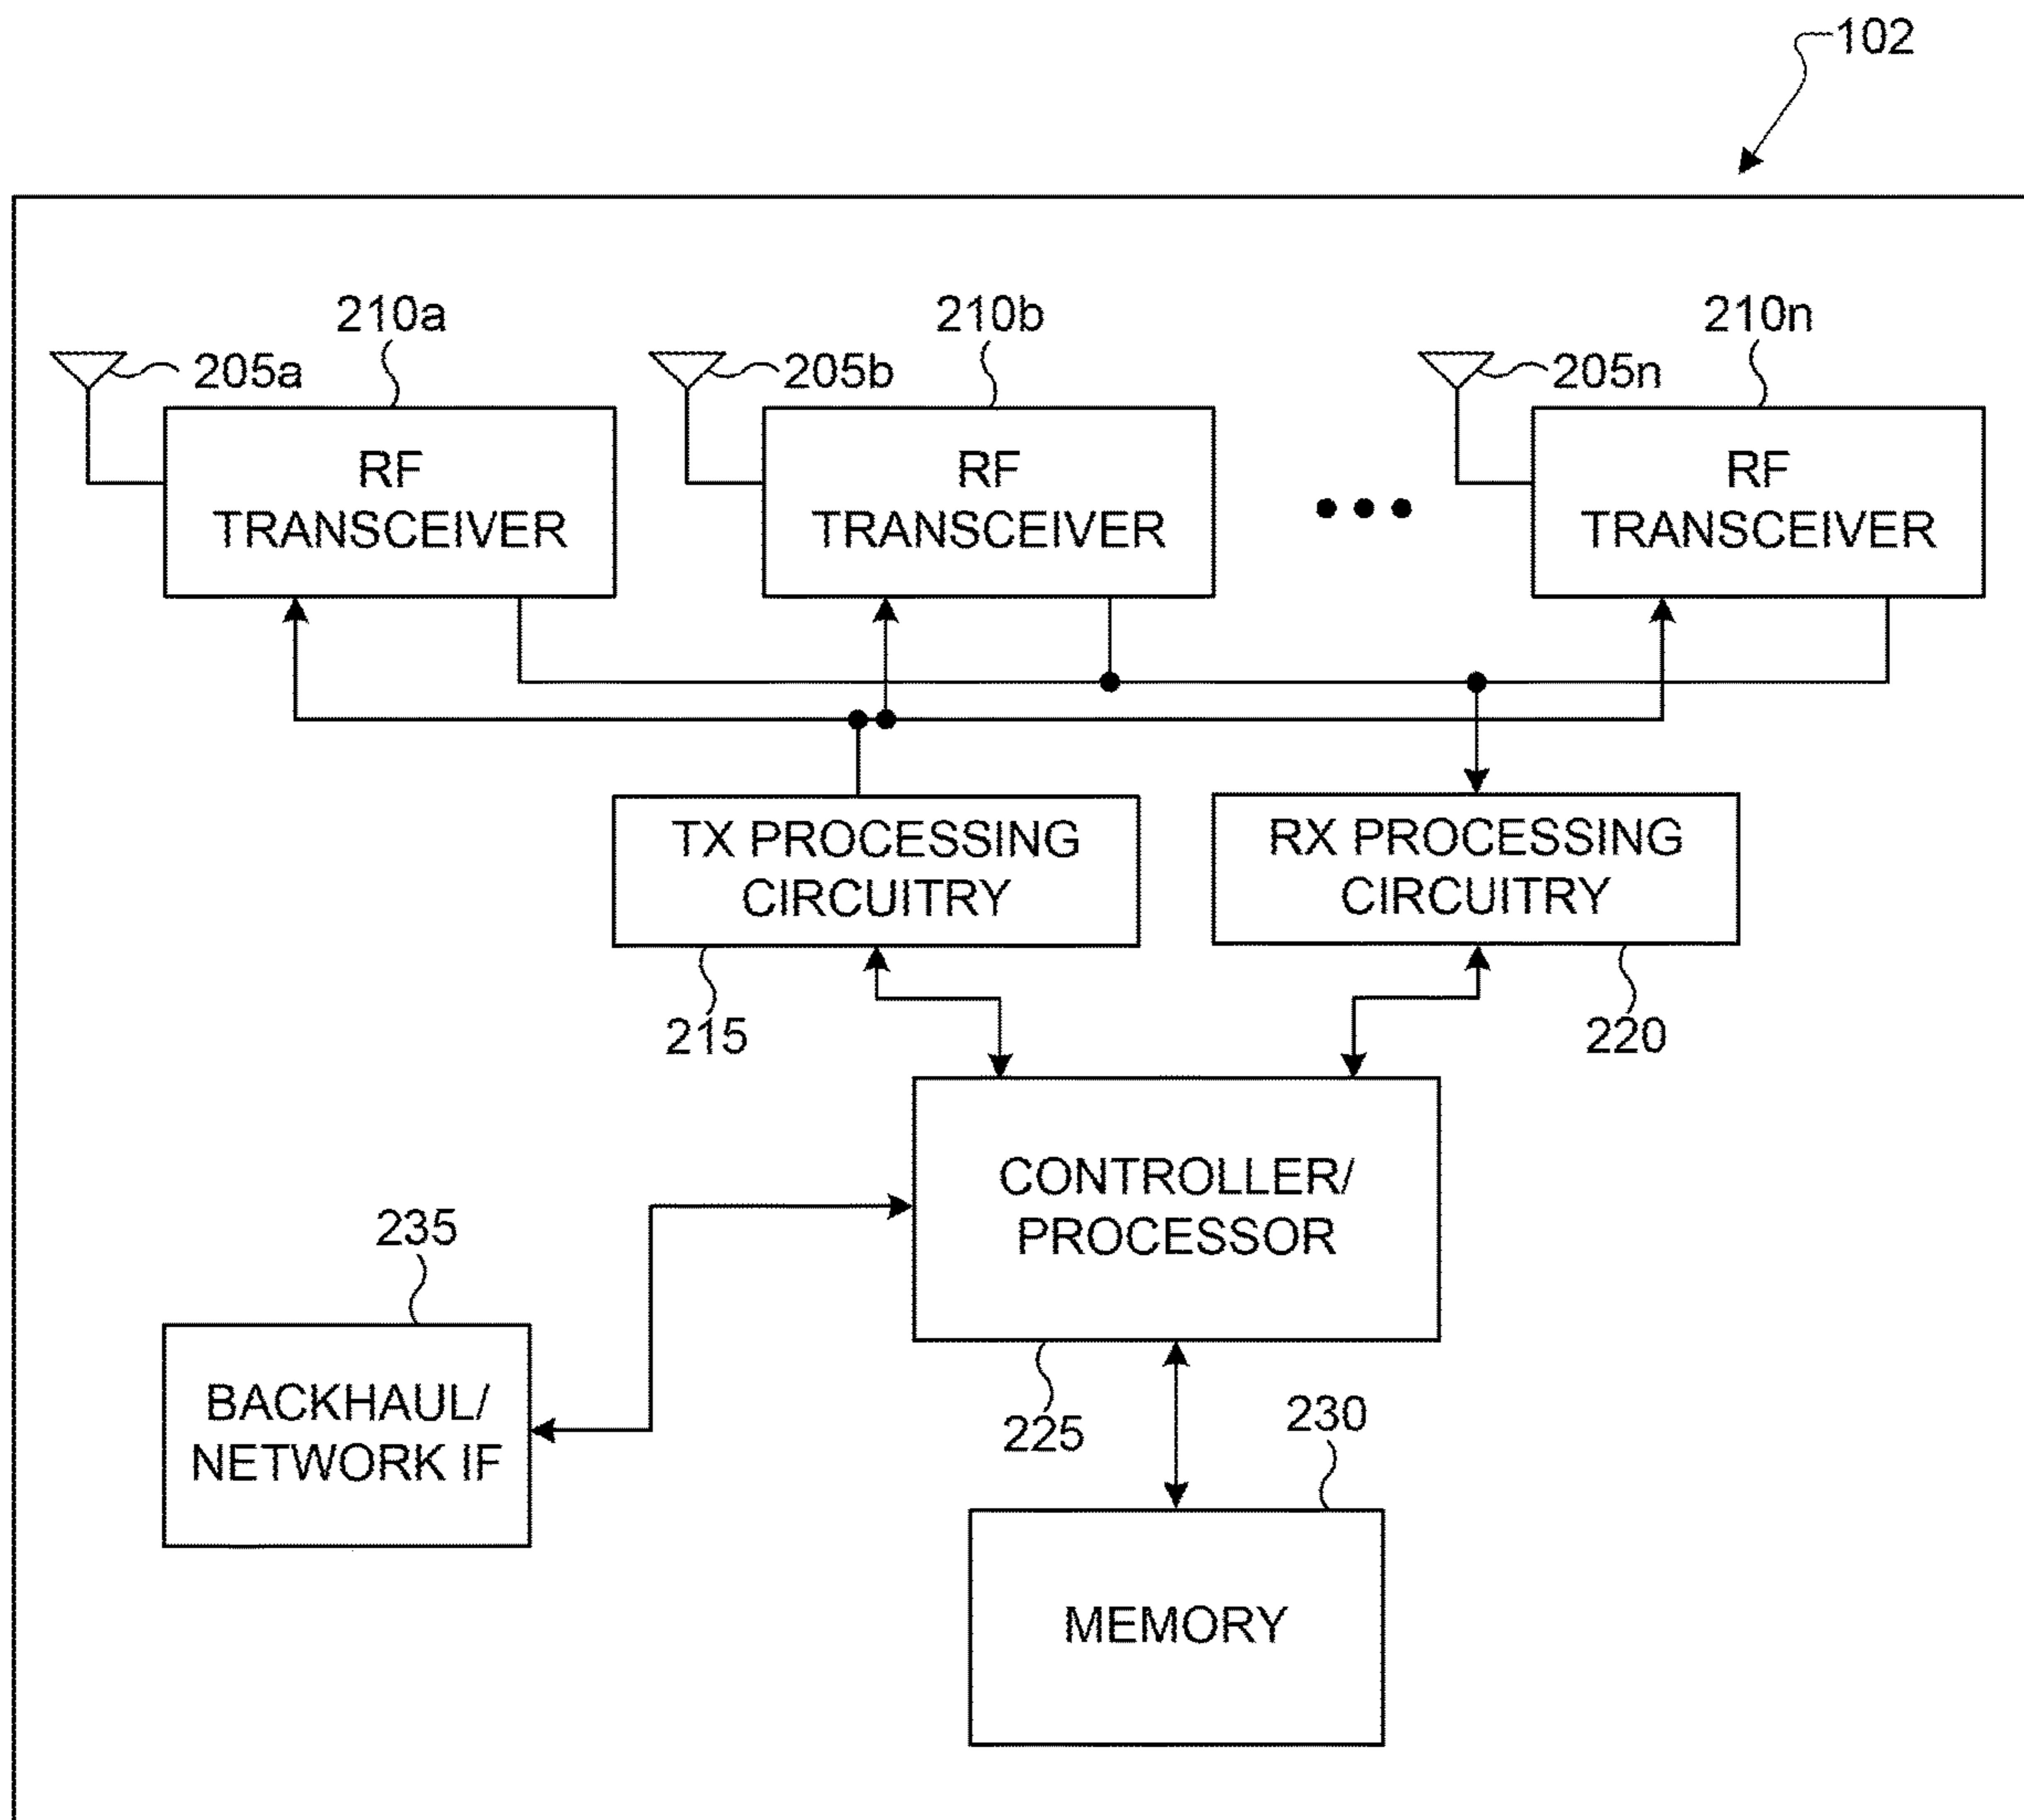 102
210a
210b
210n
205a
205b
205n
RF
TRANSCEIVER
RF
TRANSCEIVER
RF
TRANSCEIVER
TX PROCESSING
CIRCUITRY
RX PROCESSING
CIRCUITRY
215
220
CONTROLLER/
PROCESSOR
235
BACKHAUL/
NETWORK IF
225
230
MEMORY